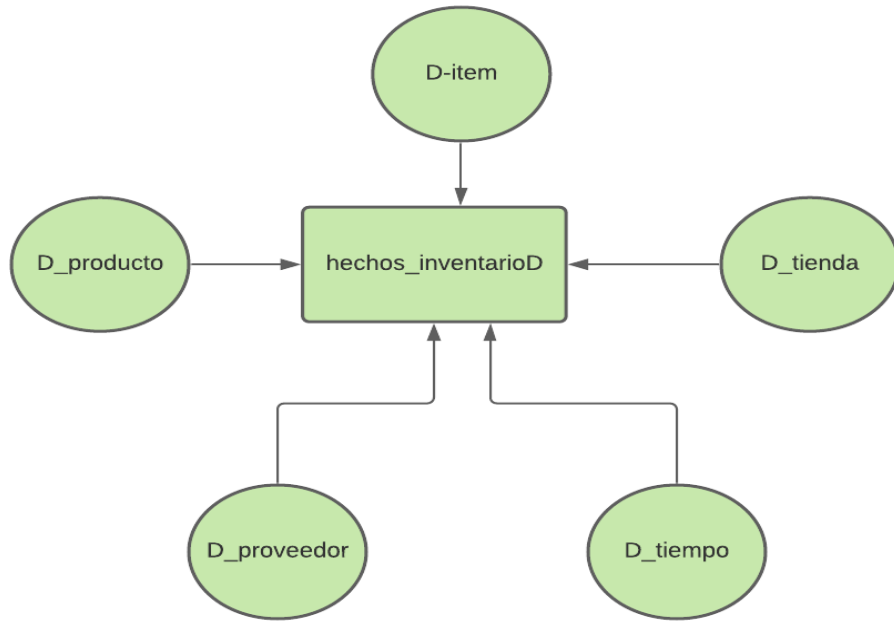 D-item
D_producto
hechos_inventarioD
D_tienda
D_proveedor
D_tiempo